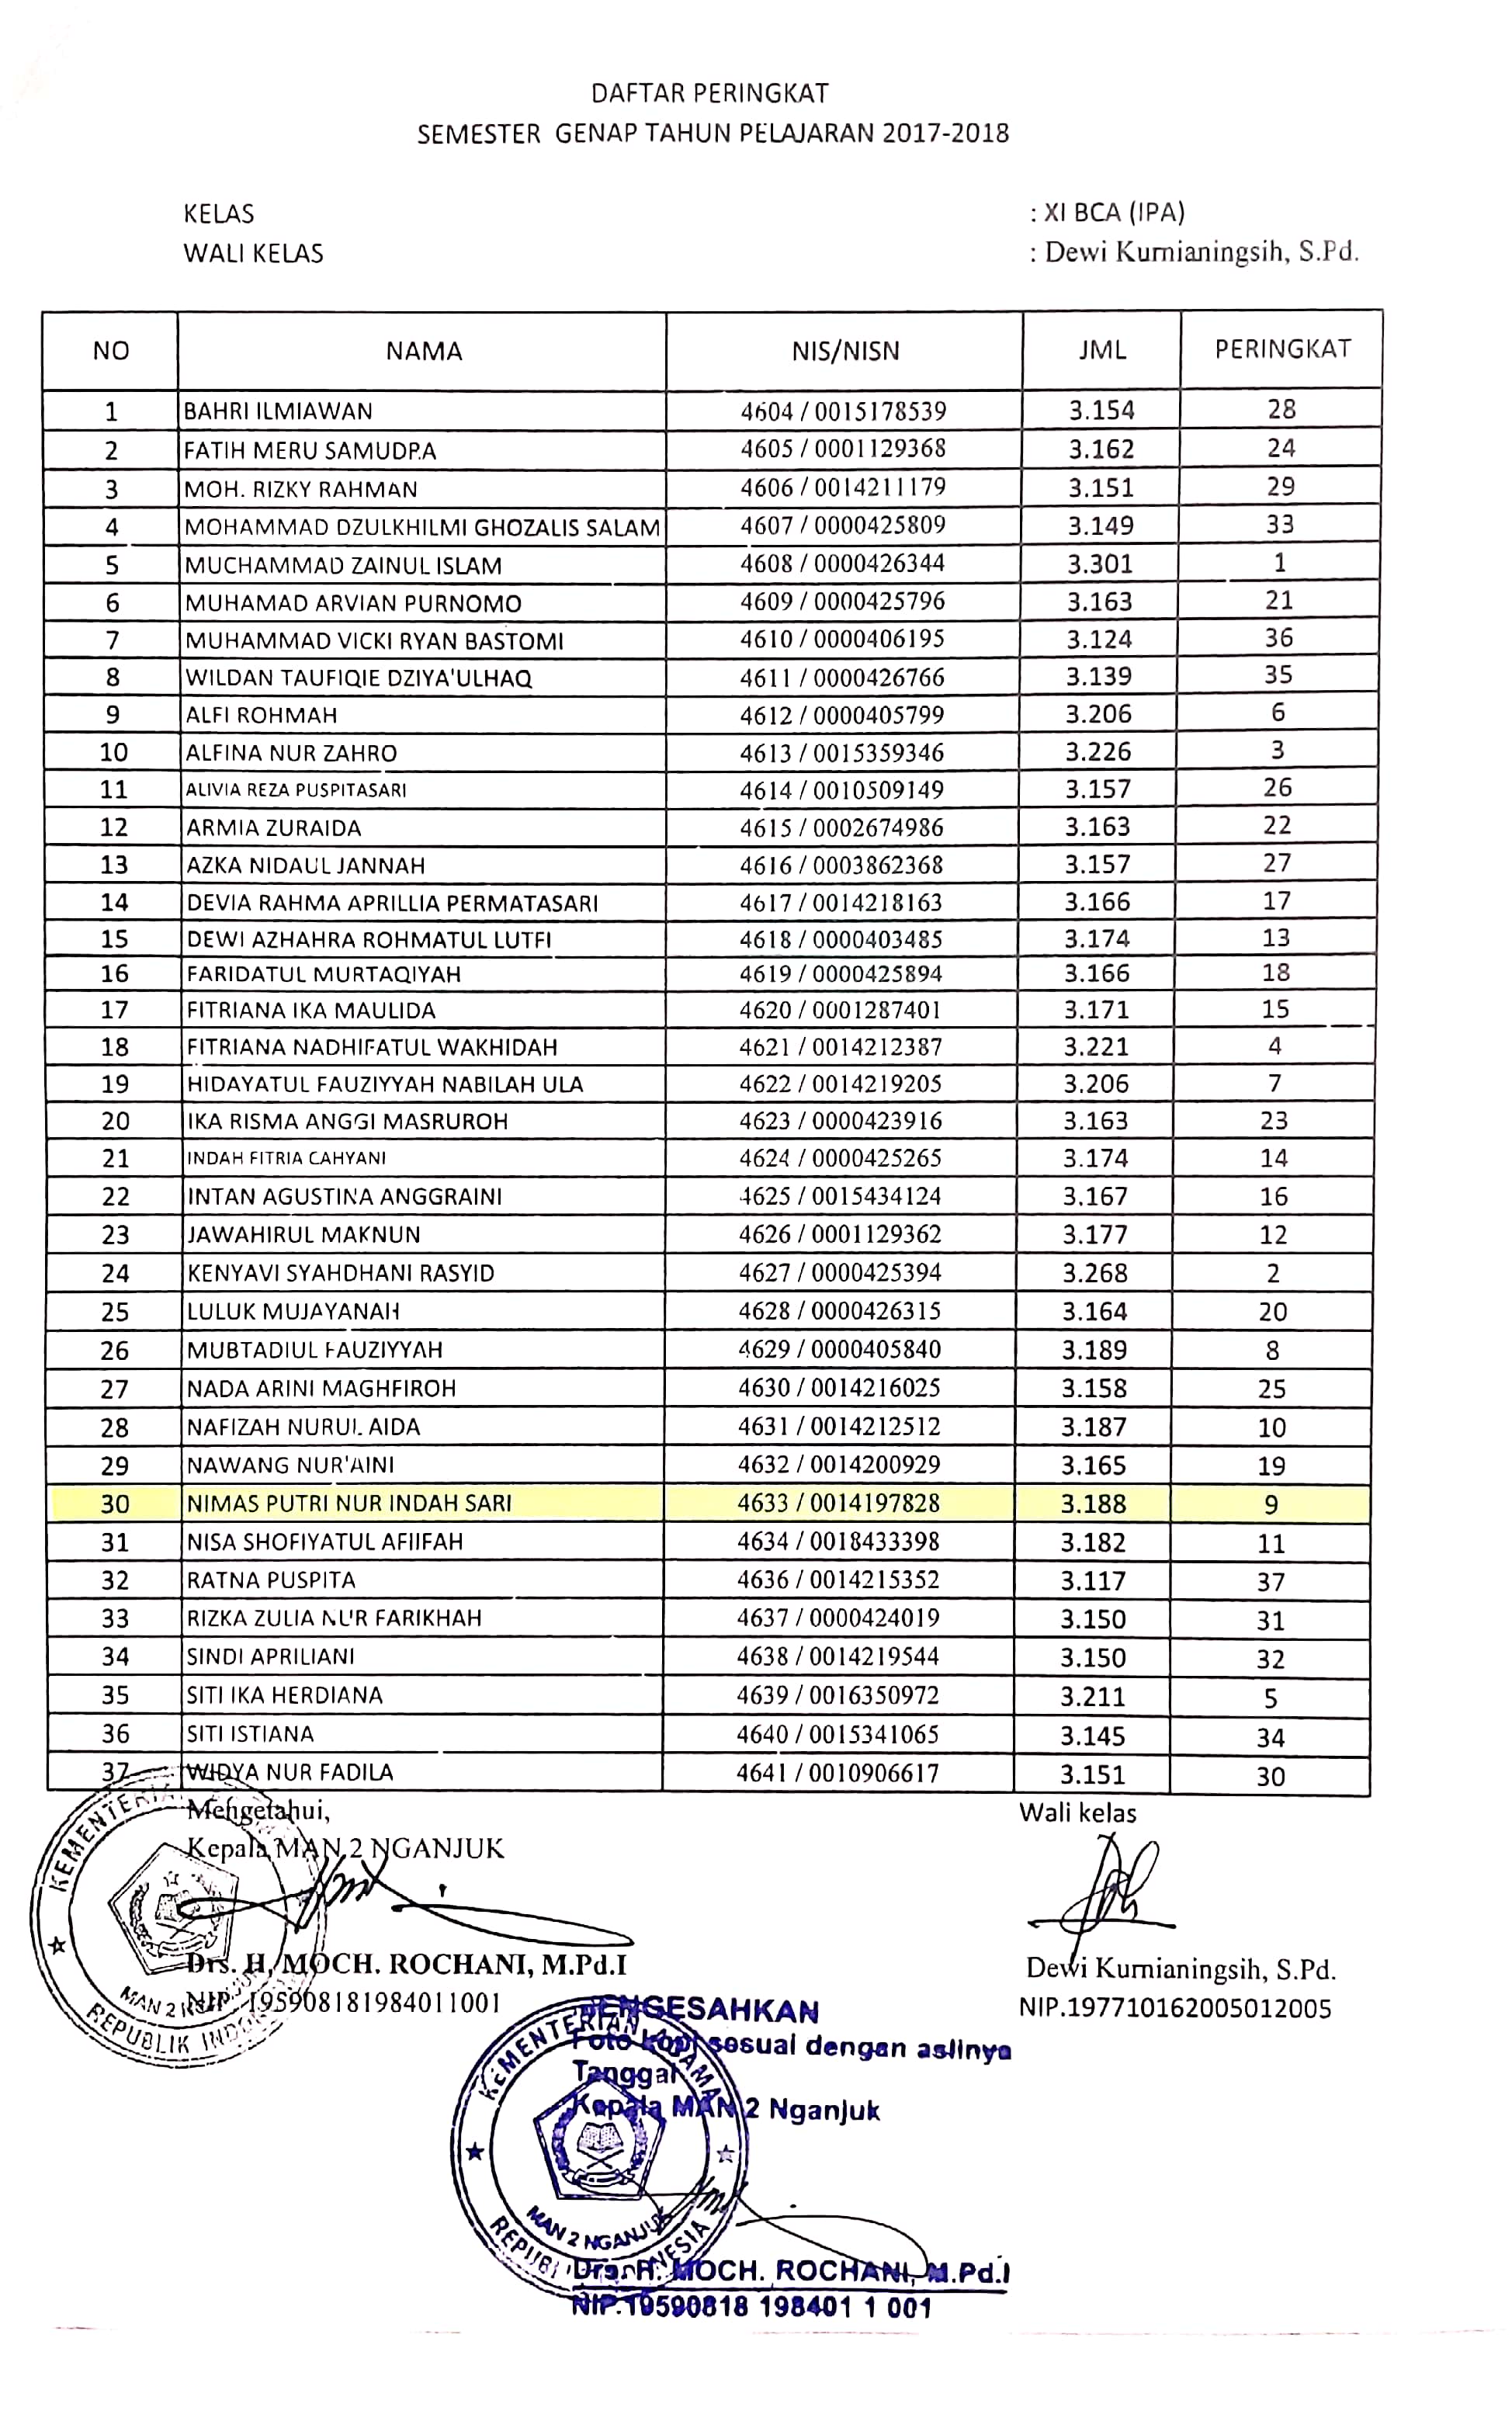 DAFTAR PERINGKAT
SEMESTER GENAP TAHUN PELAJARAN 2017-2018
KELAS : XI BCA (IPA)
WALI KELAS : Dewi Kurnianingsih, S.Pd.
NO NAMA NIS/NISN JML PERINGKAT
1 BAHRI ILMIAWAN 4604 / 0015178539 3.154 28
2 FATIH MERU SAMUDRA 4605 / 0001129368 3.162 24
3 MOH. RIZKY RAHMAN 4606 / 0014211179 3.151 29
4 MOHAMMAD DZULKHILMI GHOZALIS SALAM 4607 / 0000425809 3.149 33
5 MUCHAMMAD ZAINUL ISLAM 4608 / 0000426344 3.301 1
6 MUHAMAD ARVIAN PURNOMO 4609 / 0000425796 3.163 21
7 MUHAMMAD VICKI RYAN BASTOMI 4610 / 0000406195 3.124 36
8 WILDAN TAUFIQIE DZIYA'ULHAQ 4611 / 0000426766 3.139 35
9 ALFI ROHMAH 4612 / 0000405799 3.206 6
10 ALFINA NUR ZAHRO 4613 / 0015359346 3.226 3
11 ALIVIA REZA PUSPITASARI 4614 / 0010509149 3.157 26
12 ARMIA ZURAIDA 4615 / 0002674986 3.163 22
13 AZKA NIDAUL JANNAH 4616 / 0003862368 3.157 27
14 DEVIA RAHMA APRILLIA PERMATASARI 4617 / 0014218163 3.166 17
15 DEWI AZHAHRA ROHMATUL LUTFI 4618 / 0000403485 3.174 13
16 FARIDATUL MURTAQIYAH 4619 / 0000425894 3.166 18
17 FITRIANA IKA MAULIDA 4620 / 0001287401 3.171 15
18 FITRIANA NADHIFATUL WAKHIDAH 4621 / 0014212387 3.221 4
19 HIDAYATUL FAUZIYYAH NABILAH ULA 4622 / 0014219205 3.206 7
20 IKA RISMA ANGGI MASRUROH 4623 / 0000423916 3.163 23
21 INDAH FITRIA CAHYANI 4624 / 0000425265 3.174 14
22 INTAN AGUSTINA ANGGRAINI 4625 / 0015434124 3.167 16
23 JAWAHIRUL MAKNUN 4626 / 0001129362 3.177 12
24 KENYAVI SYAHDHANI RASYID 4627 / 0000425394 3.268 2
25 LULUK MUJAYANAH 4628 / 0000426315 3.164 20
26 MUBTADIUL FAUZIYYAH 4629 / 0000405840 3.189 8
27 NADA ARINI MAGHFIROH 4630 / 0014216025 3.158 25
28 NAFIZAH NURUL AIDA 4631 / 0014212512 3.187 10
29 NAWANG NUR'AINI 4632 / 0014200929 3.165 19
30 NIMAS PUTRI NUR INDAH SARI 4633 / 0014197828 3.188 9
31 NISA SHOFIYATUL AFIIFAH 4634 / 0018433398 3.182 11
32 RATNA PUSPITA 4636 / 0014215352 3.117 37
33 RIZKA ZULIA NUR FARIKHAH 4637 / 0000424019 3.150 31
34 SINDI APRILIANI 4638 / 0014219544 3.150 32
35 SITI IKA HERDIANA 4639 / 0016350972 3.211 5
36 SITI ISTIANA 4640 / 0015341065 3.145 34
37 WIDYA NUR FADILA 4641 / 0010906617 3.151 30
Mengetahui, Wali kelas
Kepala MAN 2 NGANJUK
Drs. H. MOCH. ROCHANI, M.Pd.I Dewi Kurnianingsih, S.Pd.
NIP. 195908181984011001 NIP.197710162005012005
KEMENTERIAN
MAN 2
REPUBLIK INDO
PENGESAHKAN
Foto kopi sesuai dengan aslinya
Tanggal
Kepala MAN 2 Nganjuk
KEMENTERIAN AGAMA
MAN 2 NGANJUK
REPUBLIK INDONESIA
Drs. H. MOCH. ROCHANI, M.Pd.I
NIP.19590818 198401 1 001